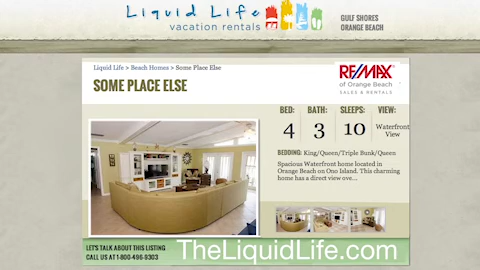 Liquid Life
vacation rentals
GULF SHORES
ORANGE BEACH
Liquid Life > Beach Homes > Some Place Else
SOME PLACE ELSE
RE/MAX
of Orange Beach
SALES & RENTALS
BED: BATH: SLEEPS: VIEW:
4 3 10 Waterfront
View
BEDDING: King/Queen/Triple Bunk/Queen
Spacious Waterfront home located in
Orange Beach on Ono Island. This charming
home has a direct view ove...
LET'S TALK ABOUT THIS LISTING
CALL US AT 1-800-496-9303
TheLiquidLife.com